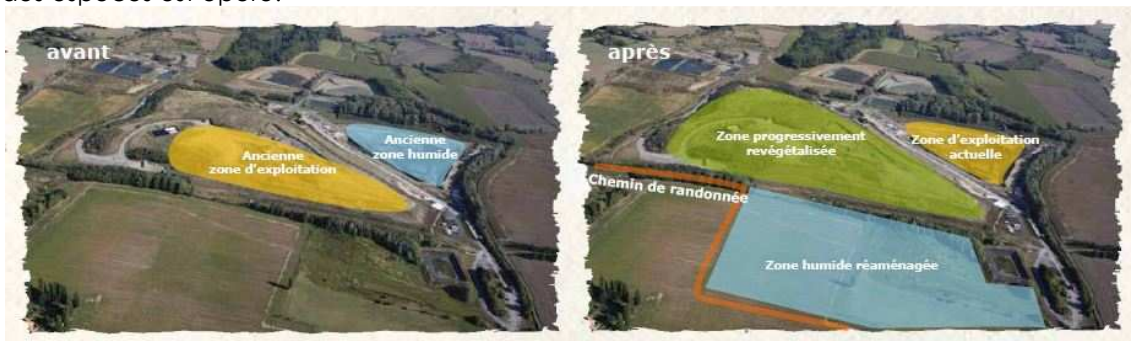 avant
Ancienne
zone d'exploitation
Ancienne
zone humide
après
Zone progressivement
revégétalisée
Zone d'exploitation
actuelle
Chemin de randonnée
Zone humide réaménagée